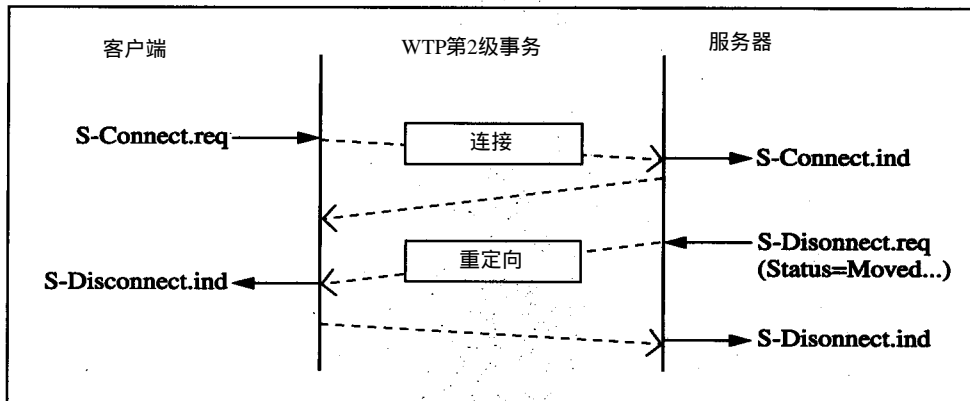 客户端
WTP第2级事务
服务器
S-Connect.req
连接
S-Connect.ind
重定向
S-Disonnect.req
(Status=Moved...)
S-Disconnect.ind
S-Disonnect.ind